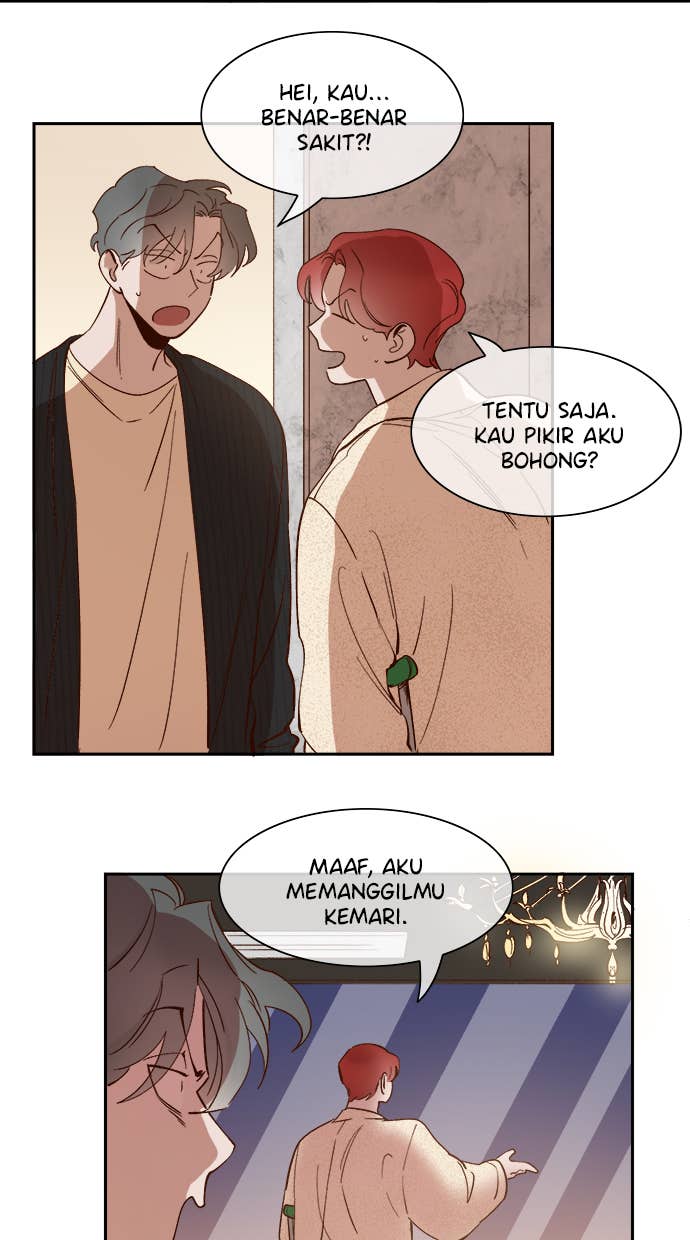 HEI, KAU...
BENAR-BENAR
SAKIT?!
TENTU SAJA.
KAU PIKIR AKU
BOHONG?
MAAF, AKU
MEMANGGILMU
KEMARI.